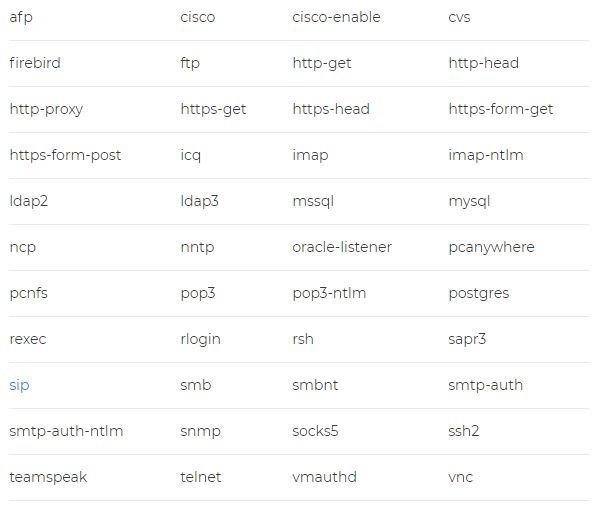 afp cisco cisco-enable cvs
firebird ftp http-get http-head
http-proxy https-get https-head https-form-get
https-form-post icq imap imap-ntlm
ldap2 ldap3 mssql mysql
ncp nntp oracle-listener pcanywhere
pcnfs pop3 pop3-ntlm postgres
rexec rlogin rsh sapr3
sip smb smbnt smtp-auth
smtp-auth-ntlm snmp socks5 ssh2
teamspeak telnet vmauthd vnc